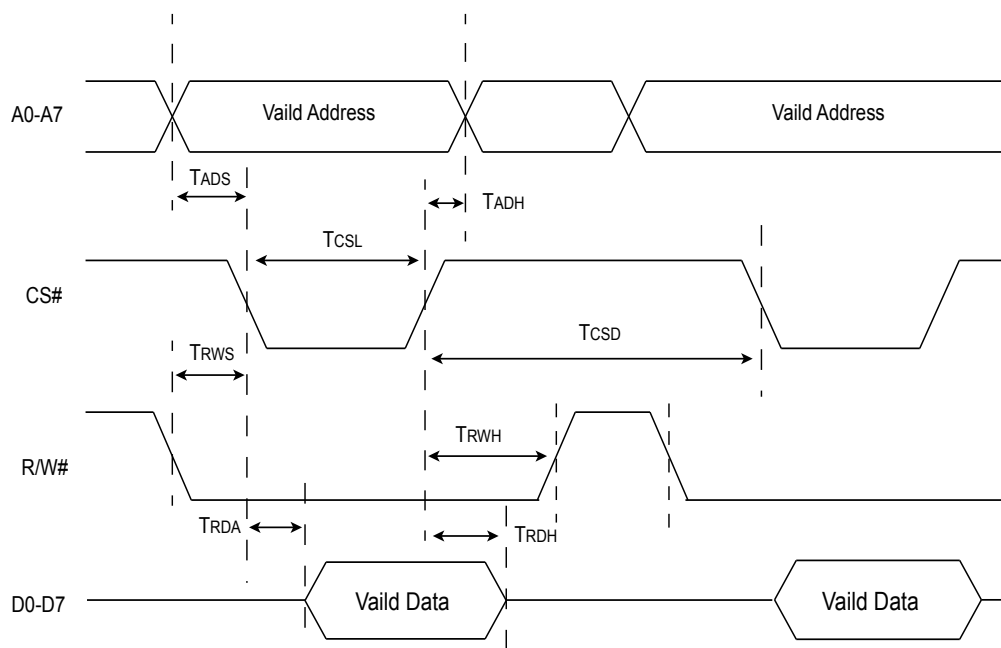 A0-A7
Vaild Address
Vaild Address
TADS
TADH
TCSL
CS#
TCSD
TRWS
TRWH
R/W#
TRDA
TRDH
D0-D7
Vaild Data
Vaild Data